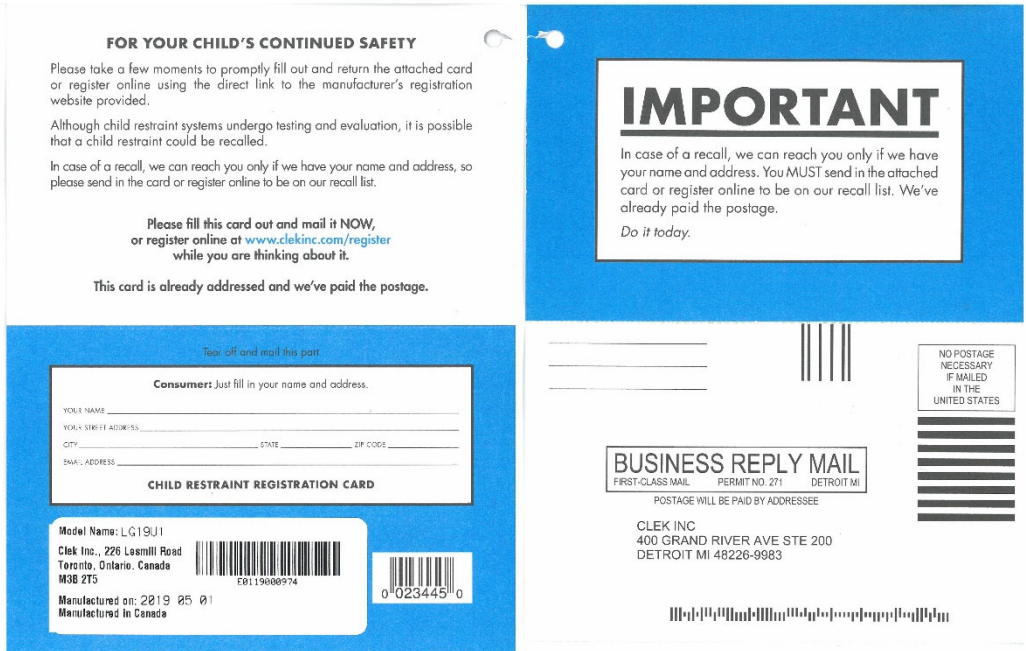 FOR YOUR CHILD'S CONTINUED SAFETY
Please take a few moments to promptly fill out and return the attached card
or register online using the direct link to the manufacturer's registration
website provided.
Although child restraint systems undergo testing and evaluation, it is possible
that a child restraint could be recalled.
In case of a recall, we can reach you only if we have your name and address, so
please send in the card or register online to be on our recall list.
Please fill this card out and mail it NOW,
or register online at www.clekinc.com/register
while you are thinking about it.
This card is already addressed and we've paid the postage.
Tear off and mail this part
Consumer: Just fill in your name and address.
YOUR NAME
YOUR STREET ADDRESS
CITY STATE ZIP CODE
EMAIL ADDRESS
CHILD RESTRAINT REGISTRATION CARD
Model Name: LG19U1
Clek Inc., 226 Lesmill Road
Toronto, Ontario. Canada
M3B 2T5
Manufactured on: 2019 05 01
Manufactured in Canada
E0119000974
0 023445 0
IMPORTANT
In case of a recall, we can reach you only if we have
your name and address. You MUST send in the attached
card or register online to be on our recall list. We've
already paid the postage.
Do it today.
NO POSTAGE
NECESSARY
IF MAILED
IN THE
UNITED STATES
BUSINESS REPLY MAIL
FIRST-CLASS MAIL PERMIT NO. 271 DETROIT MI
POSTAGE WILL BE PAID BY ADDRESSEE
CLEK INC
400 GRAND RIVER AVE STE 200
DETROIT MI 48226-9983